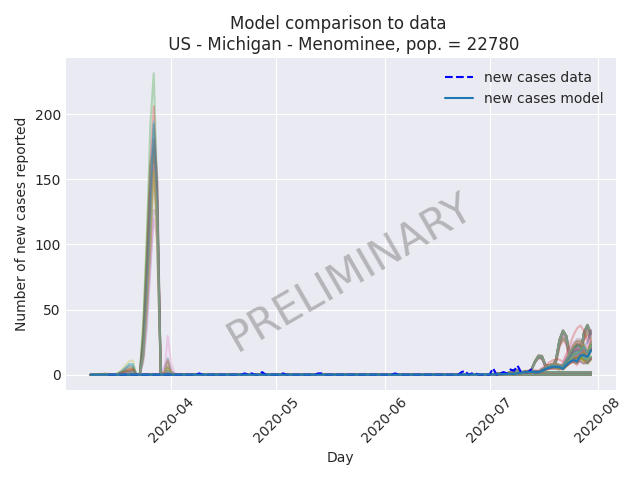 Model comparison to data
US - Michigan - Menominee, pop. = 22780
new cases data
new cases model
Number of new cases reported
200
150
100
50
0
PRELIMINARY
2020-04
2020-05
2020-06
2020-07
2020-08
Day